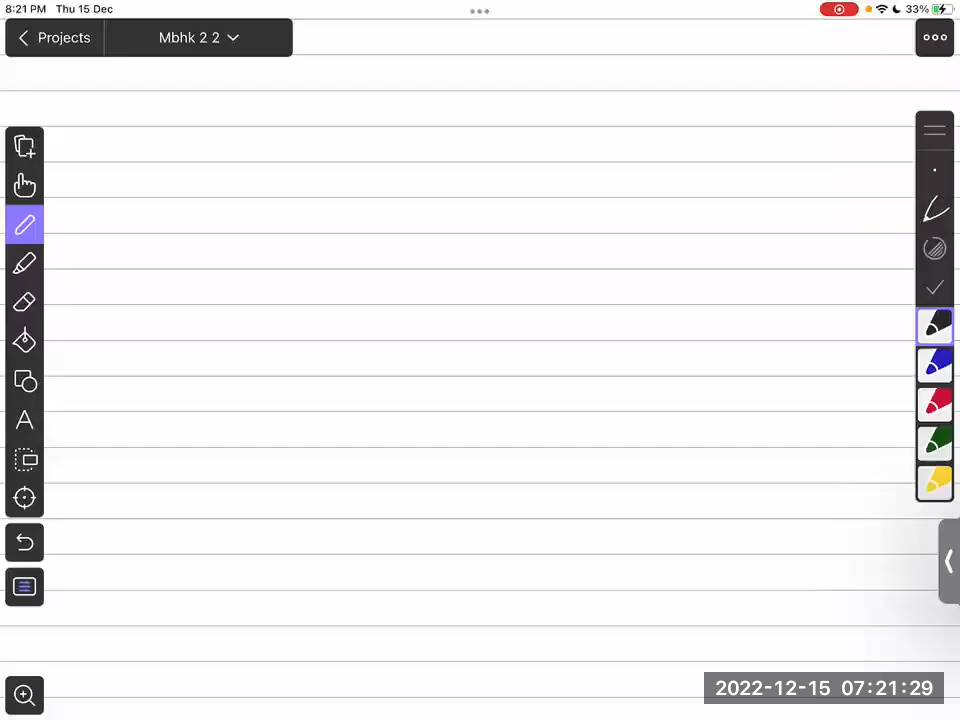 8:21 PM Thu 15 Dec
33%
Projects
Mbhk 2 2
A
2022-12-15 07:21:29